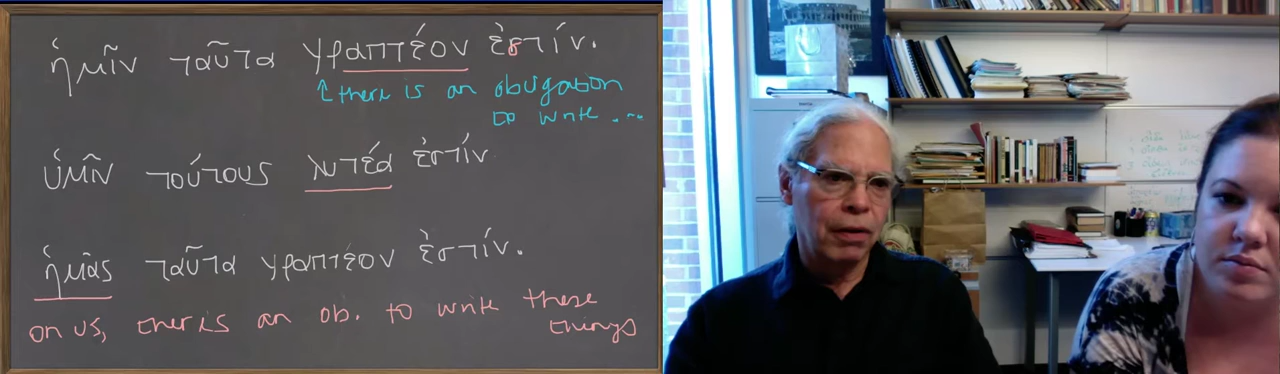 ἡμῖν ταῦτα γραπτέον ἐστίν.
↑ there is an obligation
to write ...
ὑμῖν τούτους λυτέα ἐστίν
ἡμᾶς ταῦτα γραπτέον ἐστίν.
on us, ther is an ob. to write these
things